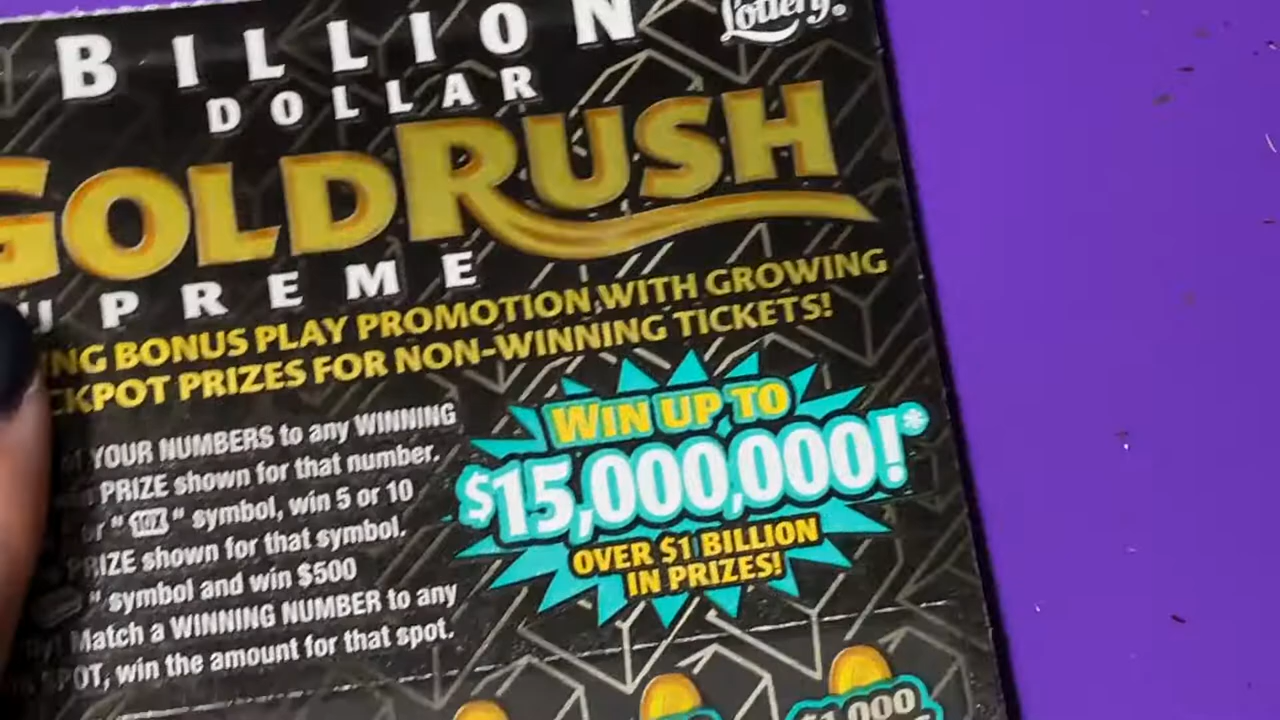 BILLION
Lottery.
DOLLAR
GOLDRUSH
UPREME
NG BONUS PLAY PROMOTION WITH GROWING
CKPOT PRIZES FOR NON-WINNING TICKETS!
YOUR NUMBERS to any WINNING
PRIZE shown for that number.
or "10X" symbol, win 5 or 10
PRIZE shown for that symbol.
" symbol and win $500
Match a WINNING NUMBER to any
SPOT, win the amount for that spot.
WIN UP TO
$15,000,000!*
OVER $1 BILLION
IN PRIZES!
$1,000